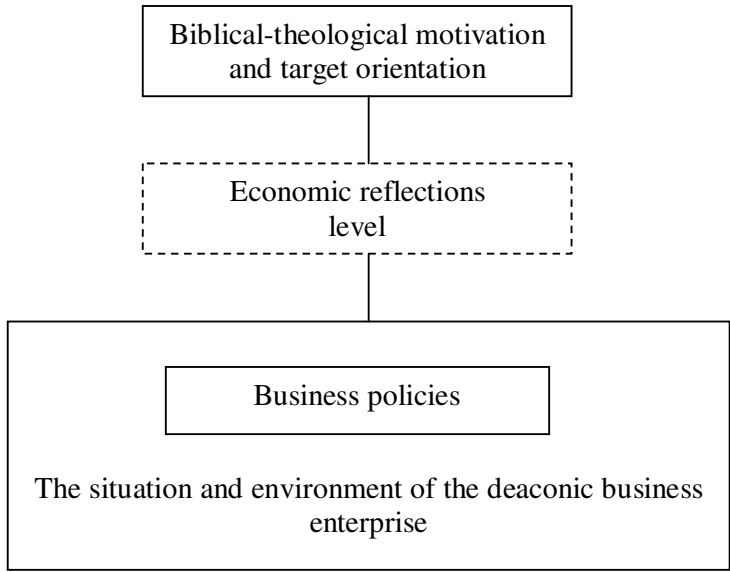 Biblical-theological motivation
and target orientation
Economic reflections
level
Business policies
The situation and environment of the deaconic business
enterprise